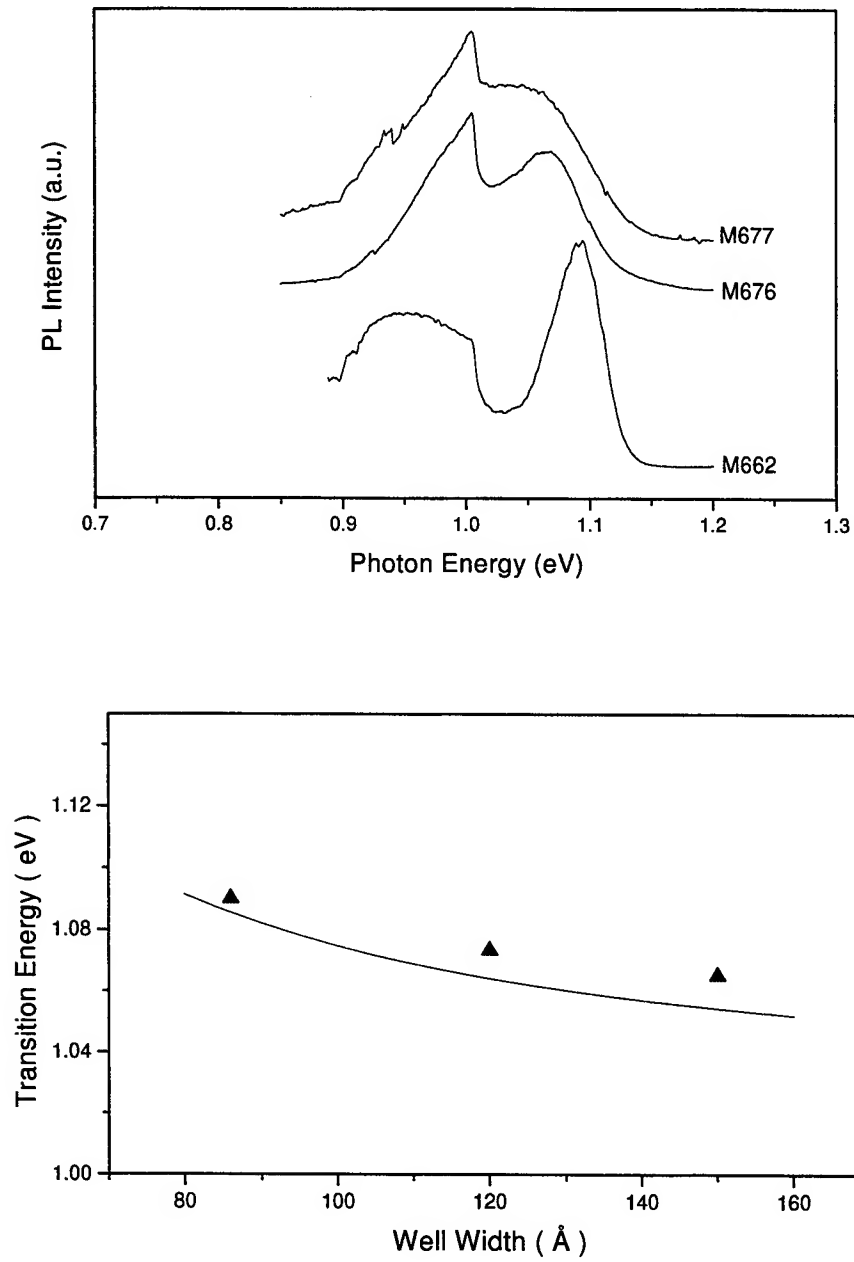 PL Intensity (a.u.)
M677
M676
M662
0.7 0.8 0.9 1.0 1.1 1.2 1.3
Photon Energy (eV)
Transition Energy ( eV)
1.12
1.08
1.04
1.00
80 100 120 140 160
Well Width ( Å )